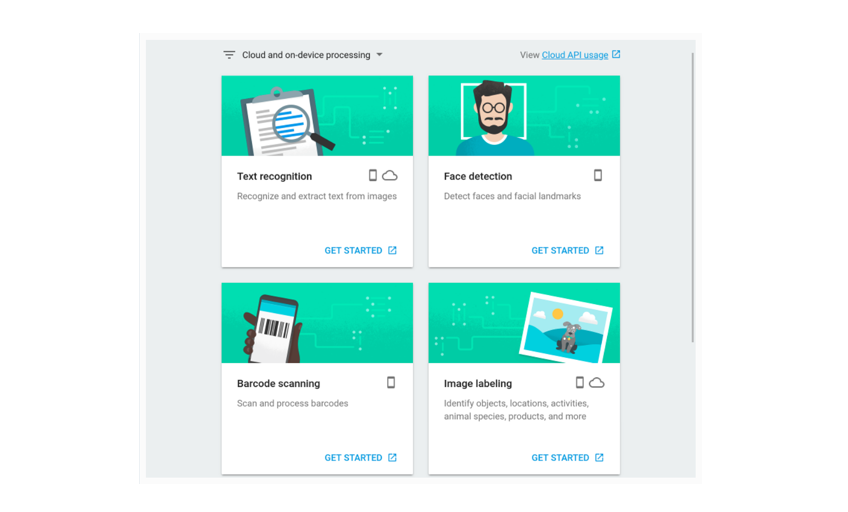 Cloud and on-device processing
View Cloud API usage
Text recognition
Recognize and extract text from images
GET STARTED
Face detection
Detect faces and facial landmarks
GET STARTED
Barcode scanning
Scan and process barcodes
GET STARTED
Image labeling
Identify objects, locations, activities,
animal species, products, and more
GET STARTED